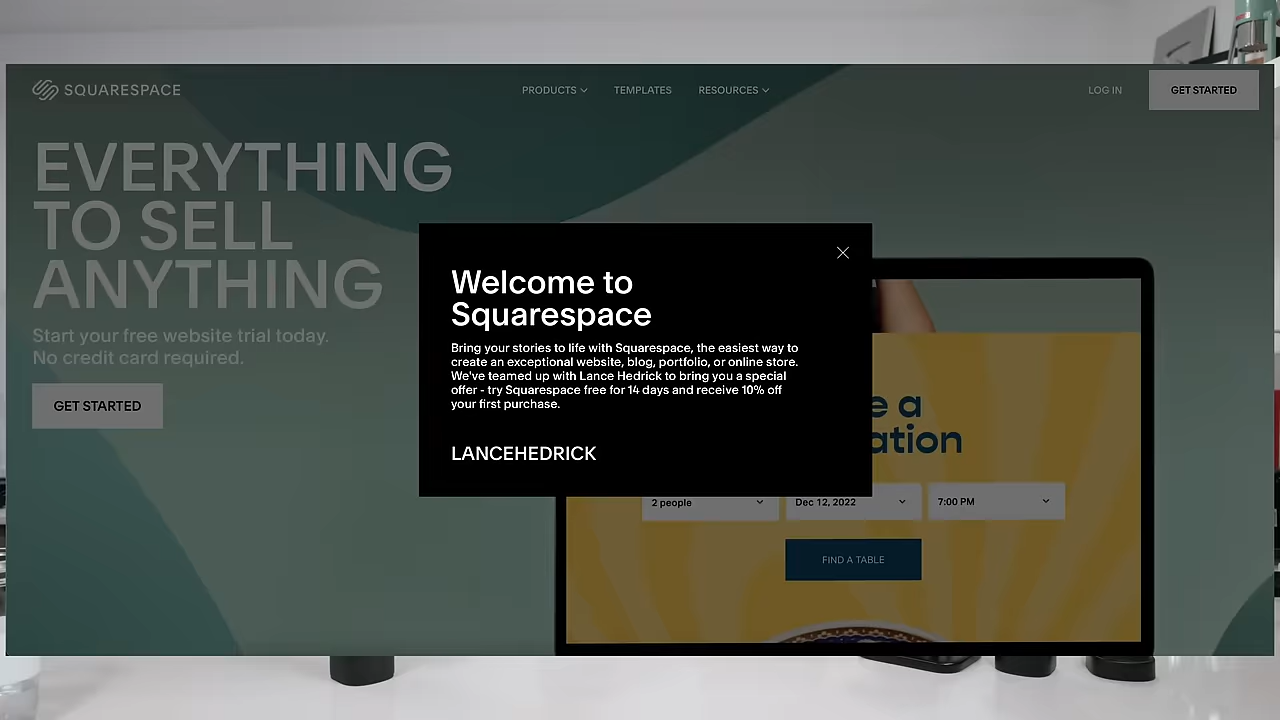 SQUARESPACE
PRODUCTS
TEMPLATES
RESOURCES
LOG IN
GET STARTED
EVERYTHING
TO SELL
ANYTHING
Start your free website trial today.
No credit card required.
GET STARTED
Welcome to
Squarespace
Bring your stories to life with Squarespace, the easiest way to
create an exceptional website, blog, portfolio, or online store.
We've teamed up with Lance Hedrick to bring you a special
offer - try Squarespace free for 14 days and receive 10% off
your first purchase.
LANCEHEDRICK
e a
ation
2 people
Dec 12, 2022
7:00 PM
FIND A TABLE